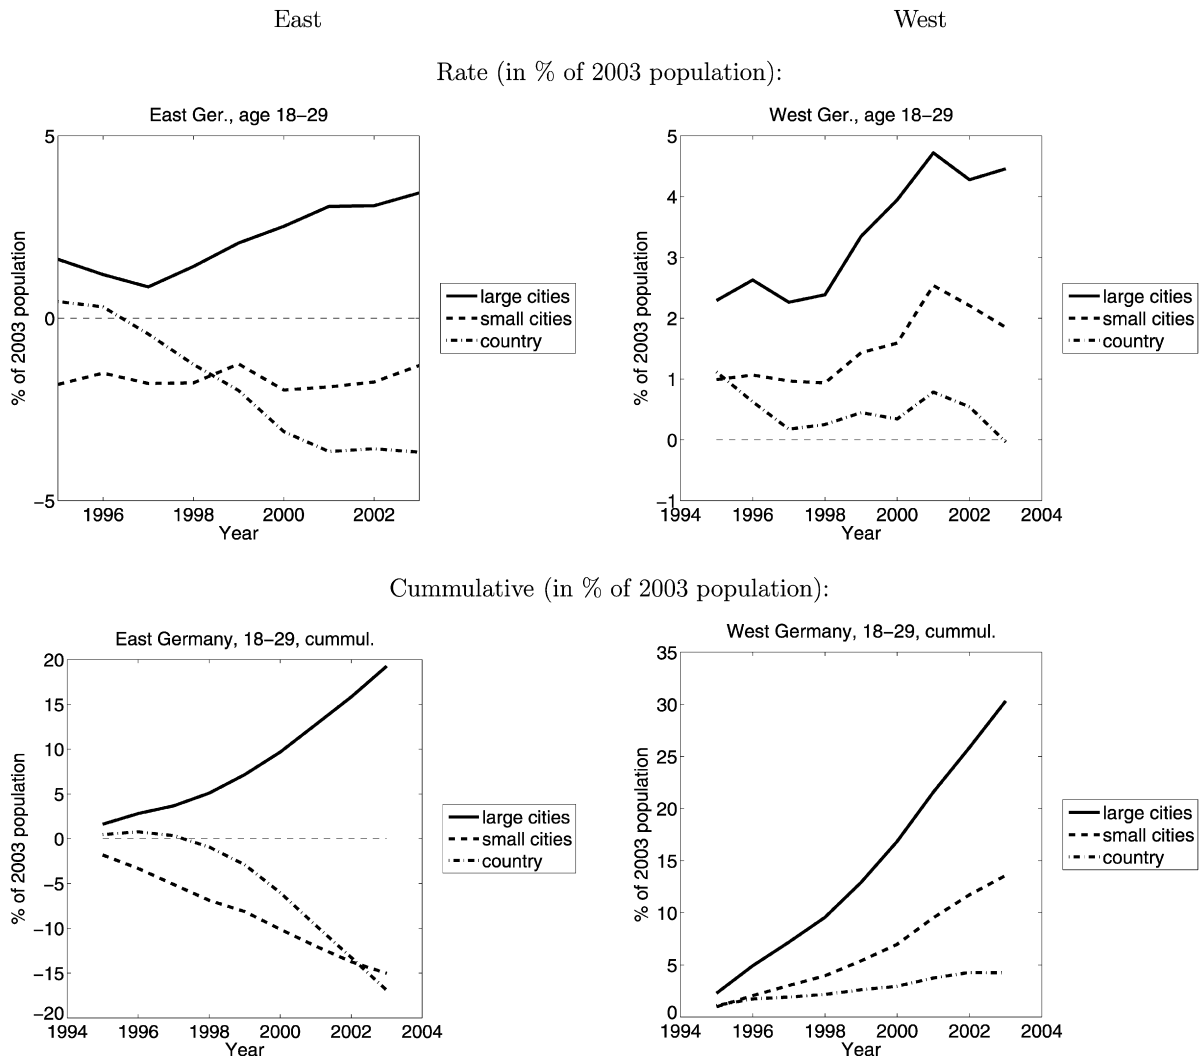 East
West
Rate (in % of 2003 population):
East Ger., age 18−29
5
0
−5
% of 2003 population
1996
1998
2000
2002
Year
large cities
small cities
country
West Ger., age 18−29
5
4
3
2
1
0
−1
% of 2003 population
1994
1996
1998
2000
2002
2004
Year
large cities
small cities
country
Cummulative (in % of 2003 population):
East Germany, 18−29, cummul.
20
15
10
5
0
−5
−10
−15
−20
% of 2003 population
1994
1996
1998
2000
2002
2004
Year
large cities
small cities
country
West Germany, 18−29, cummul.
35
30
25
20
15
10
5
0
% of 2003 population
1994
1996
1998
2000
2002
2004
Year
large cities
small cities
country